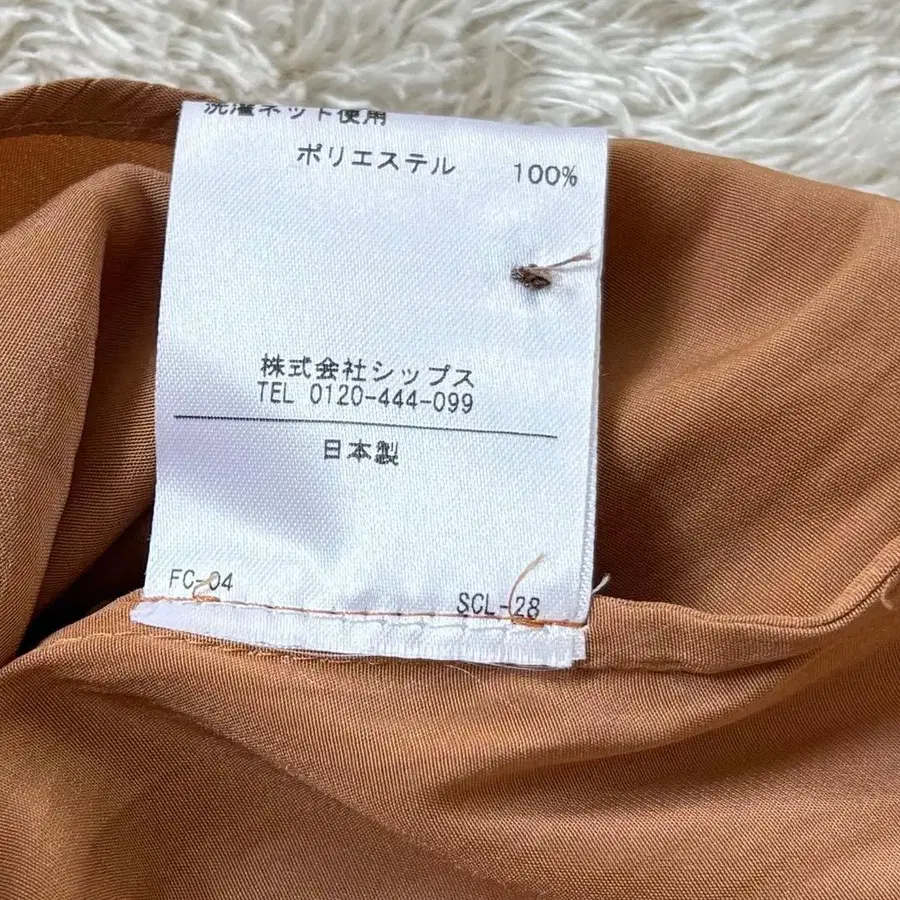 洗濯ネット使用
ポリエステル 100%
株式会社シップス
TEL 0120-444-099
日本製
FC-04 SCL-28